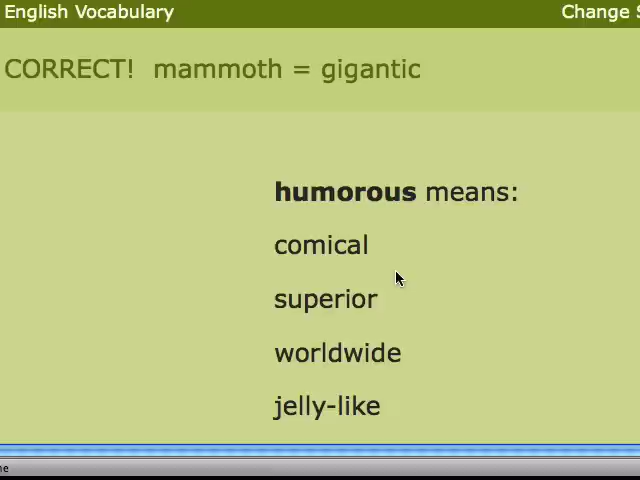 English Vocabulary
Change
CORRECT! mammoth = gigantic
humorous means:
comical
superior
worldwide
jelly-like